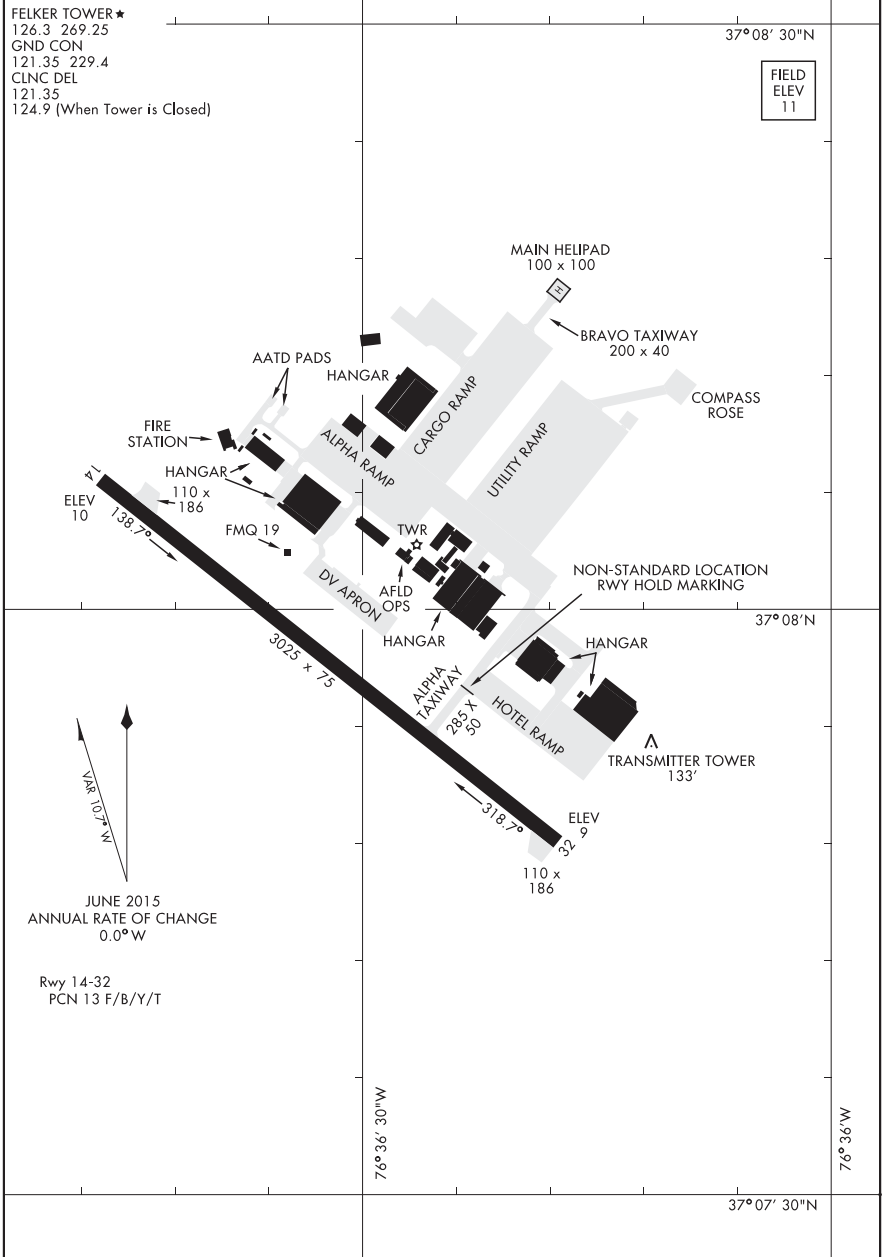 FELKER TOWER★
126.3 269.25
GND CON
121.35 229.4
CLNC DEL
121.35
124.9 (When Tower is Closed)
37°08' 30"N
FIELD
ELEV
11
MAIN HELIPAD
100 x 100
H
BRAVO TAXIWAY
200 x 40
AATD PADS
HANGAR
CARGO RAMP
COMPASS
ROSE
FIRE
STATION
ALPHA RAMP
UTILITY RAMP
HANGAR
14
ELEV
10
110 x
186
138.7°
FMQ 19
TWR
DV APRON
AFLD
OPS
NON-STANDARD LOCATION
RWY HOLD MARKING
37°08'N
HANGAR
HANGAR
3025 x 75
ALPHA
TAXIWAY
285 X
50
HOTEL RAMP
TRANSMITTER TOWER
133'
VAR 10.7° W
318.7°
ELEV
9
32
110 x
186
JUNE 2015
ANNUAL RATE OF CHANGE
0.0° W
Rwy 14-32
PCN 13 F/B/Y/T
76°36' 30"W
76°36'W
37°07' 30"N